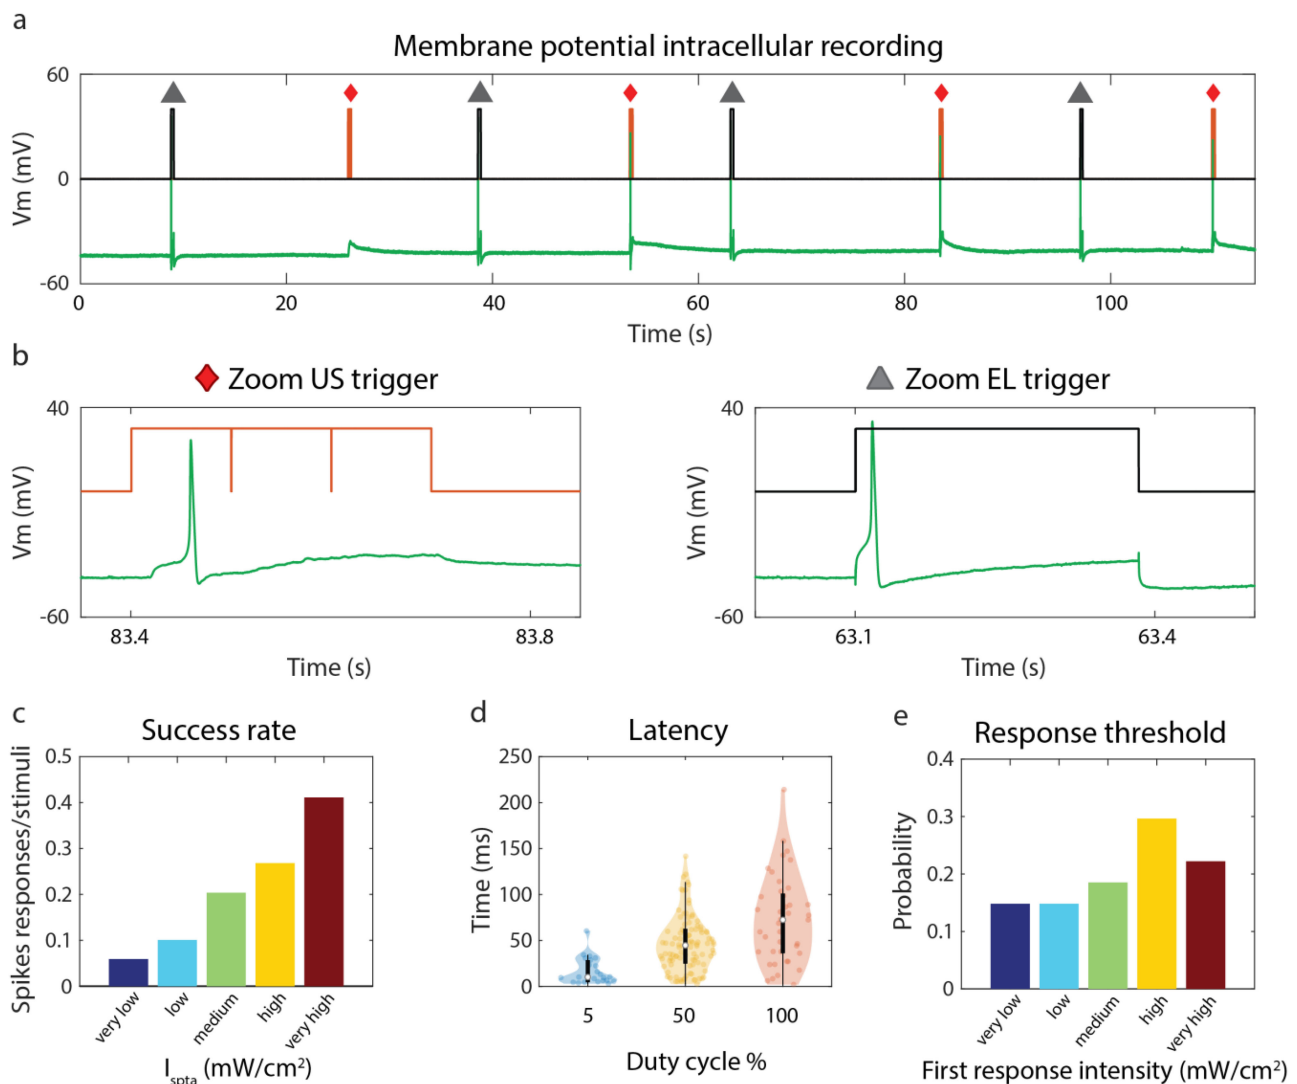 a
Membrane potential intracellular recording
60
0
-60
Vm (mV)
0 20 40 60 80 100
Time (s)
b
Zoom US trigger
40
-60
Vm (mV)
83.4 83.8
Time (s)
Zoom EL trigger
40
-60
Vm (mV)
63.1 63.4
Time (s)
c
Success rate
Spikes responses/stimuli
0.5
0.4
0.3
0.2
0.1
0
very low low medium high very high
Ispta (mW/cm²)
d
Latency
Time (ms)
250
200
150
100
50
0
5 50 100
Duty cycle %
e
Response threshold
Probability
0.4
0.3
0.2
0.1
0
very low low medium high very high
First response intensity (mW/cm²)